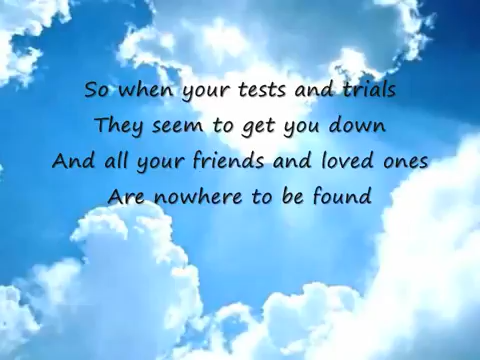 So when your tests and trials
They seem to get you down
And all your friends and loved ones
Are nowhere to be found